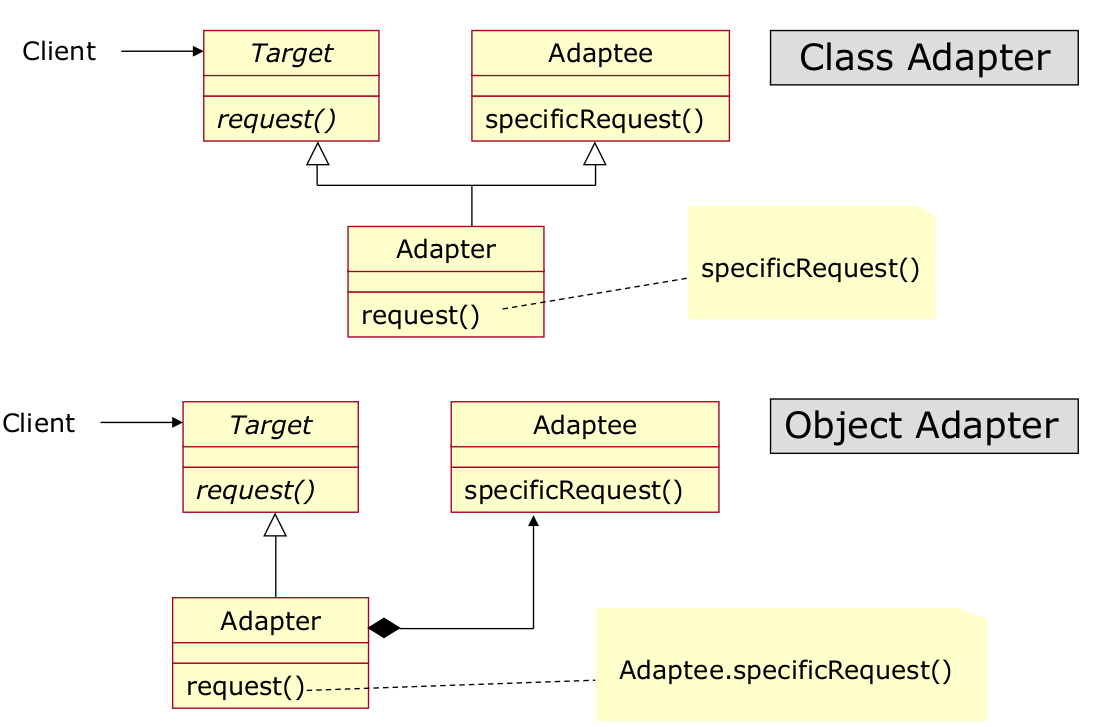 Client
Target
request()
Adaptee
specificRequest()
Class Adapter
Adapter
request()
specificRequest()
Client
Target
request()
Adaptee
specificRequest()
Object Adapter
Adapter
request()
Adaptee.specificRequest()